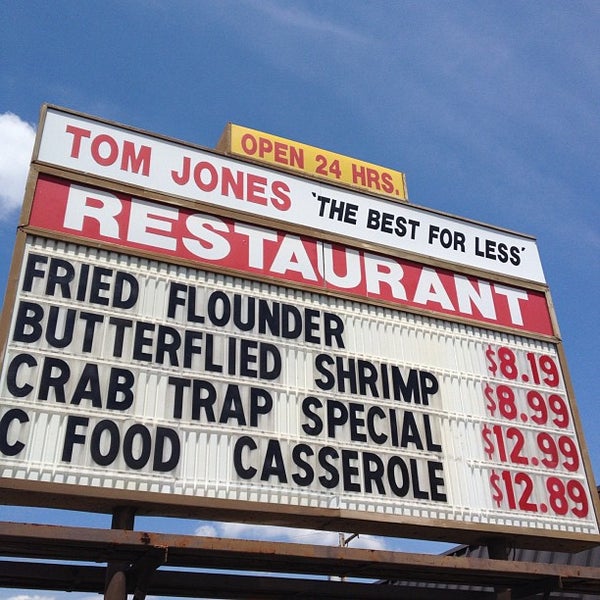 OPEN 24 HRS.
TOM JONES 'THE BEST FOR LESS'
RESTAURANT
FRIED FLOUNDER $8.19
BUTTERFLIED SHRIMP $8.99
CRAB TRAP SPECIAL $12.99
C FOOD CASSEROLE $12.89